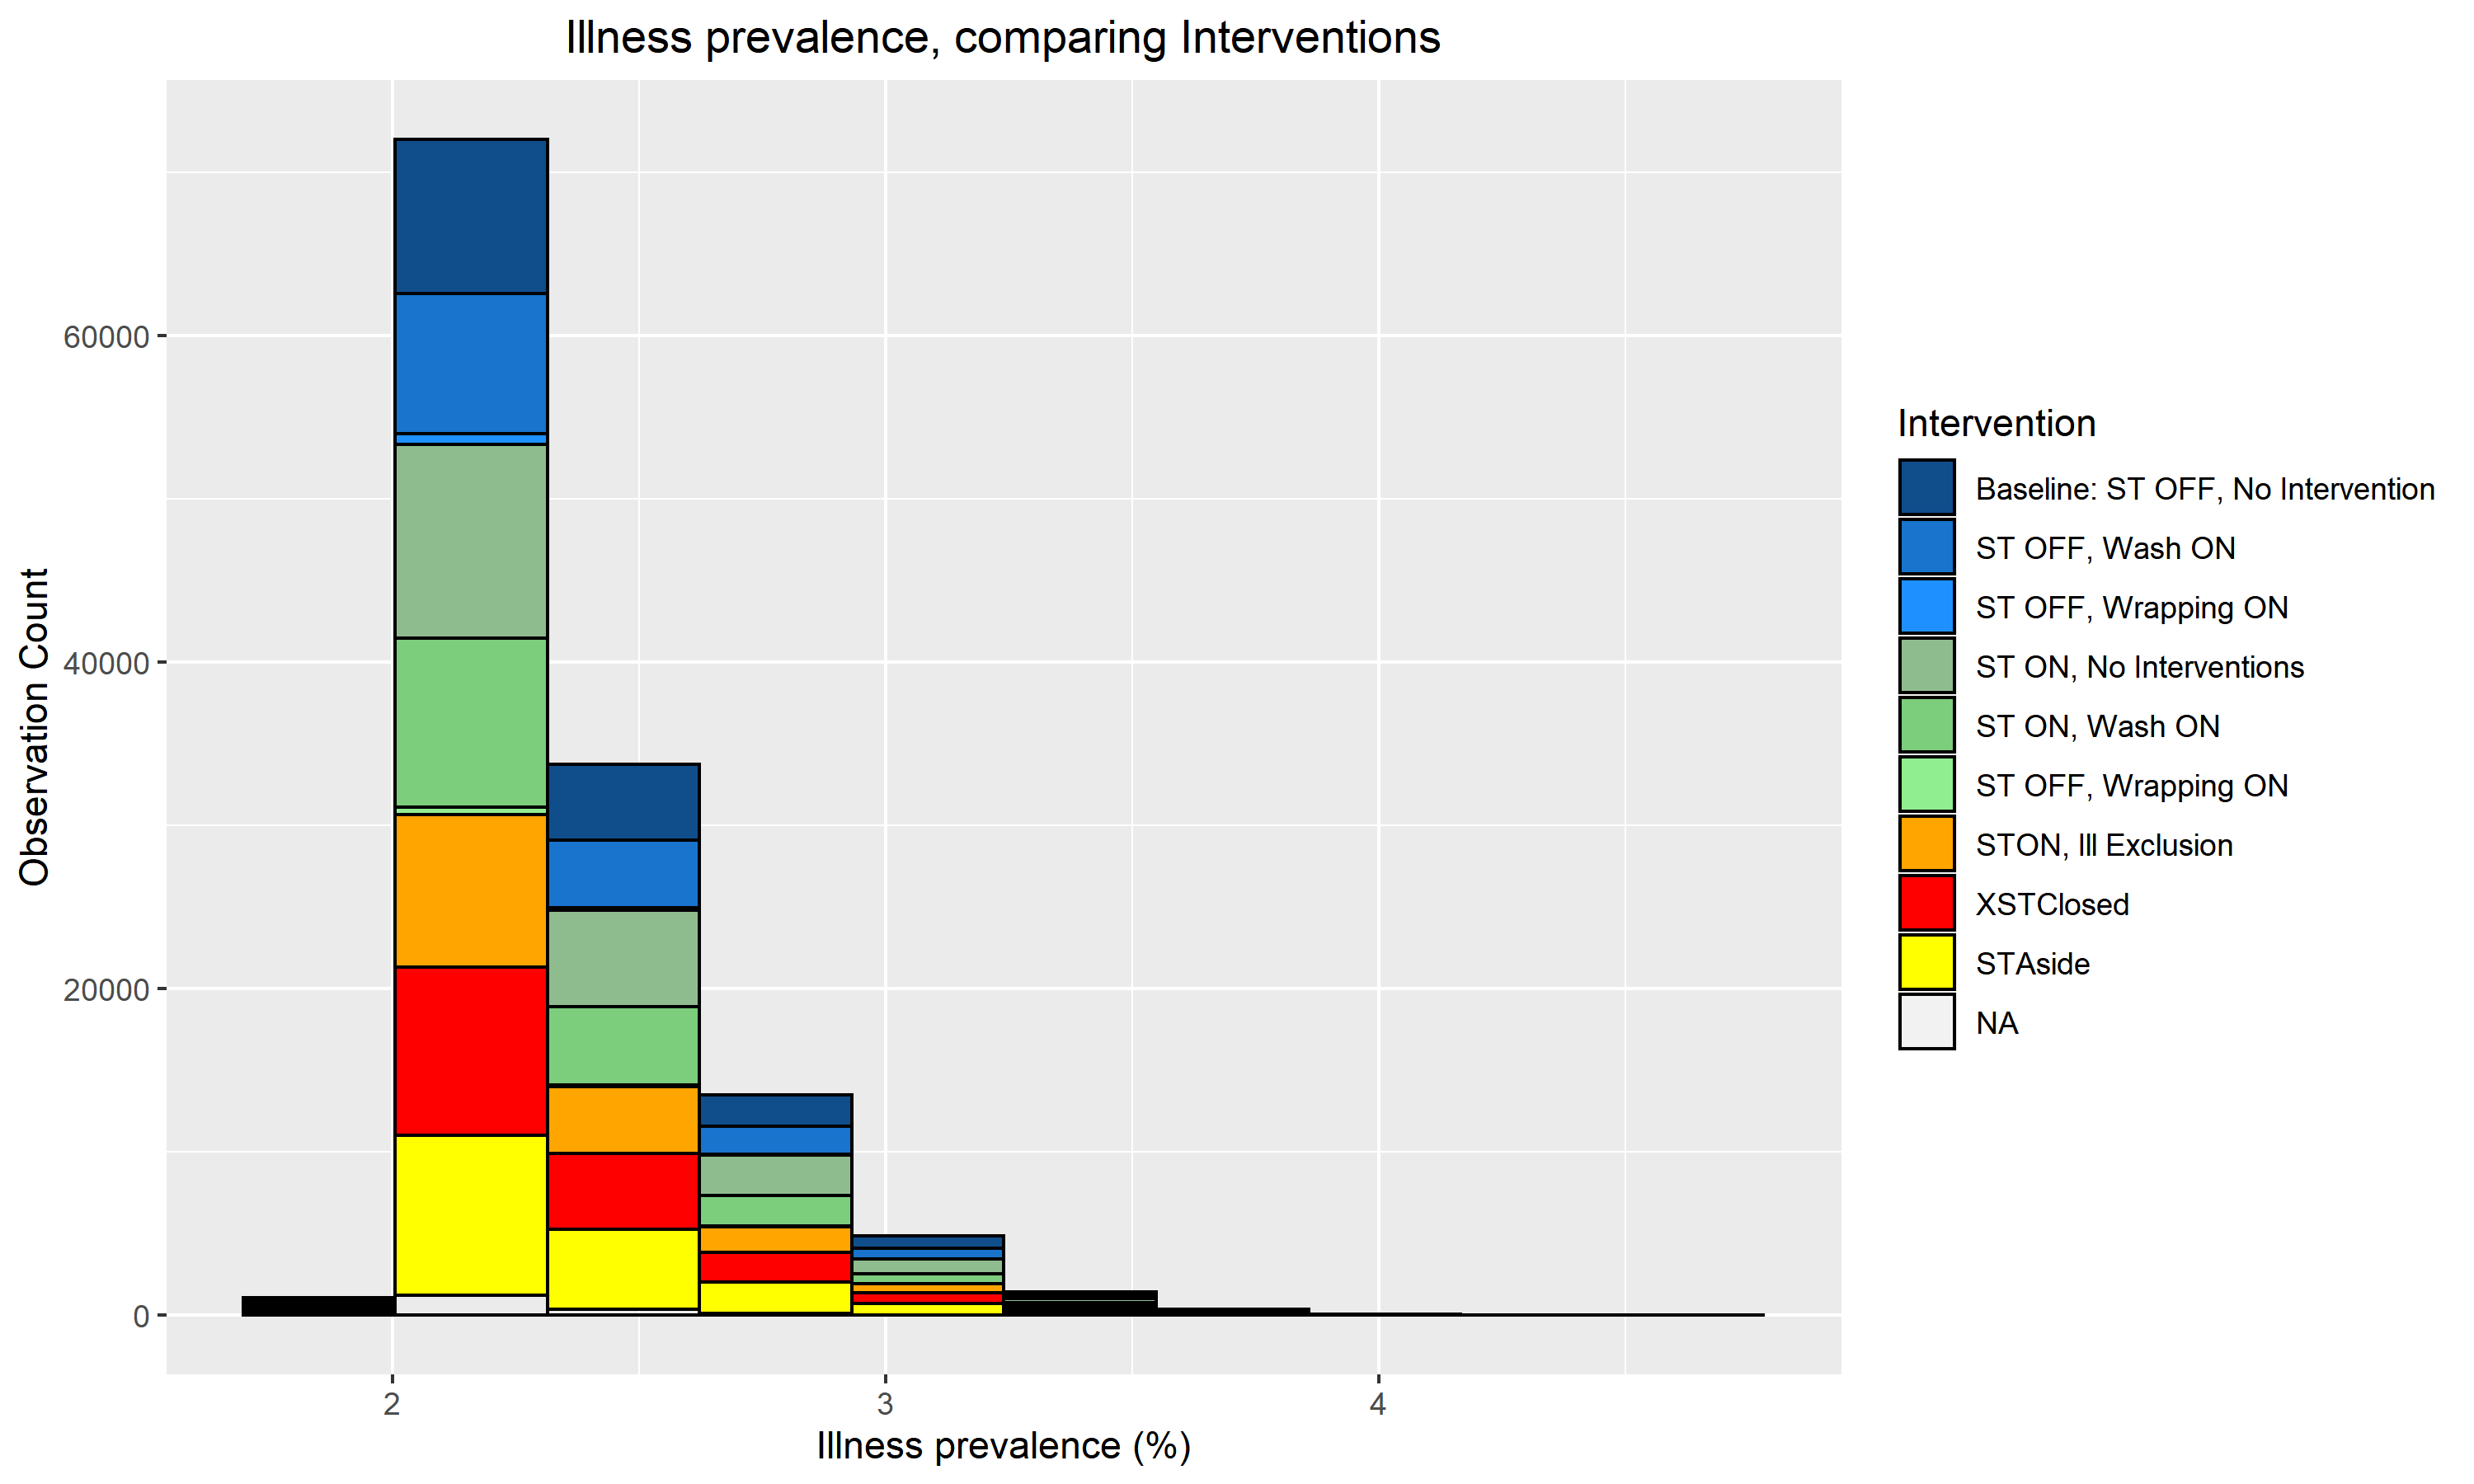 Illness prevalence, comparing Interventions
Observation Count
60000
40000
20000
0
2
3
4
Illness prevalence (%)
Intervention
Baseline: ST OFF, No Intervention
ST OFF, Wash ON
ST OFF, Wrapping ON
ST ON, No Interventions
ST ON, Wash ON
ST OFF, Wrapping ON
STON, Ill Exclusion
XSTClosed
STAside
NA